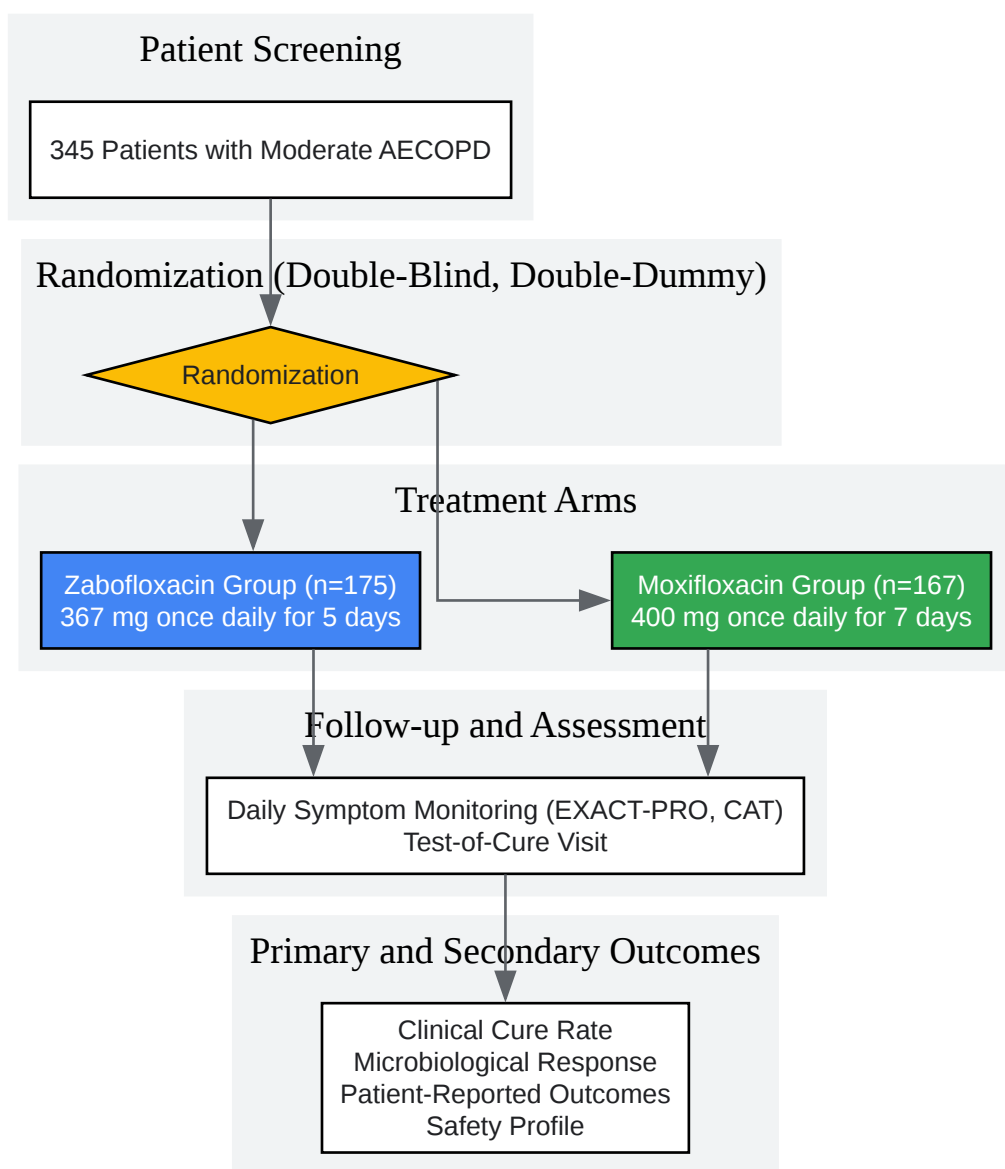 Patient Screening
345 Patients with Moderate AECOPD
Randomization (Double-Blind, Double-Dummy)
Randomization
Treatment Arms
Zabofloxacin Group (n=175)
367 mg once daily for 5 days
Moxifloxacin Group (n=167)
400 mg once daily for 7 days
Follow-up and Assessment
Daily Symptom Monitoring (EXACT-PRO, CAT)
Test-of-Cure Visit
Primary and Secondary Outcomes
Clinical Cure Rate
Microbiological Response
Patient-Reported Outcomes
Safety Profile